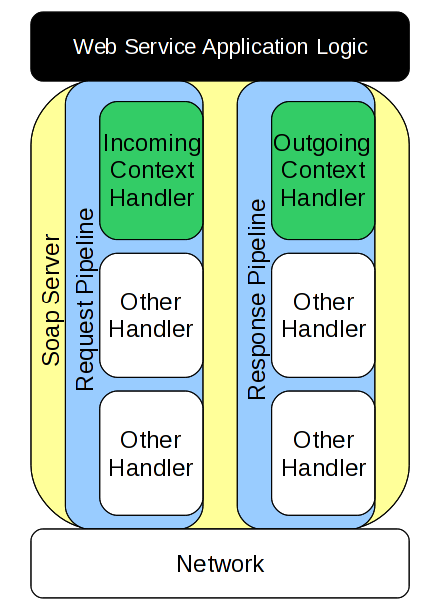 Web Service Application Logic
Soap Server
Request Pipeline
Incoming
Context
Handler
Other
Handler
Other
Handler
Response Pipeline
Outgoing
Context
Handler
Other
Handler
Other
Handler
Network